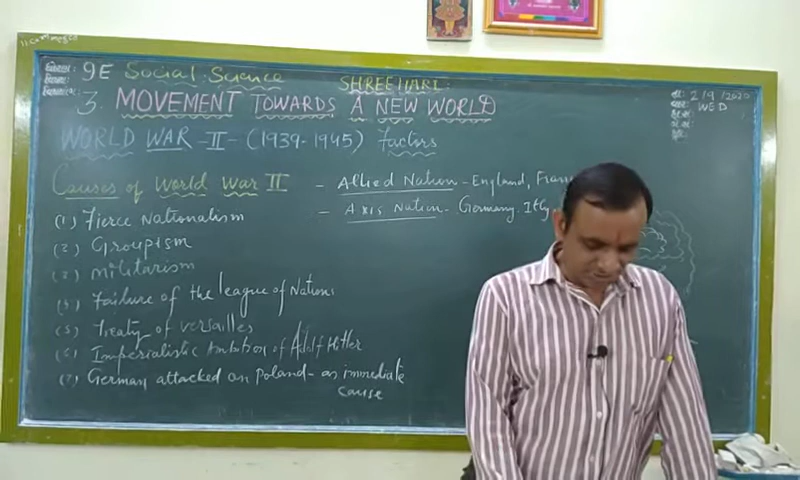 9E Social Science
SHREE HARI.
3. MOVEMENT TOWARDS A NEW WORLD
WORLD WAR-II-(1939-1945) Factors
Causes of World War II
- Allied Nation - England,
- Axis Nation - Germany. Itly
(1) Fierce Nationalism
(2) Groupism
(3) militarism
(4) Failure of the league of Nations
(5) Treaty of versailles
(6) Imperialistic Ambition of Adolf Hitler
(7) German attacked on Poland - an immediate
cause
2/9/2020
WED